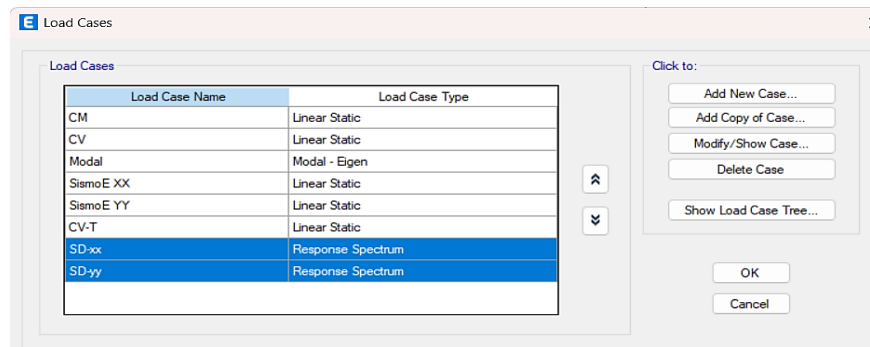 E Load Cases
Load Cases
Click to:
Load Case Name Load Case Type
CM Linear Static
CV Linear Static
Modal Modal - Eigen
SismoE XX Linear Static
SismoE YY Linear Static
CV-T Linear Static
SD-xx Response Spectrum
SD-yy Response Spectrum
Add New Case...
Add Copy of Case...
Modify/Show Case...
Delete Case
Show Load Case Tree...
OK
Cancel